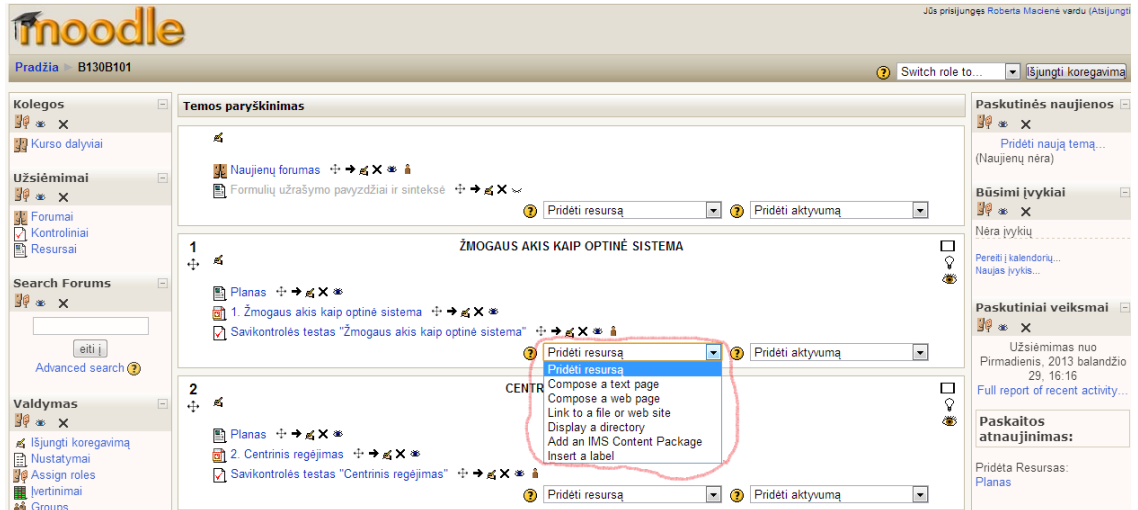 moodle
Jūs prisijungęs Roberta Macienė vardu (Atsijungti
Pradžia ► B130B101
Switch role to...
Išjungti koregavimą
Kolegos
Kurso dalyviai
Užsiėmimai
Forumai
Kontroliniai
Resursai
Search Forums
eiti į
Advanced search
Valdymas
Išjungti koregavimą
Nustatymai
Assign roles
Įvertinimai
Groups
Temos paryškinimas
Naujienų forumas
Formulių užrašymo pavyzdžiai ir sinteksė
Pridėti resursą
Pridėti aktyvumą
1
ŽMOGAUS AKIS KAIP OPTINĖ SISTEMA
Planas
1. Žmogaus akis kaip optinė sistema
Savikontrolės testas "Žmogaus akis kaip optinė sistema"
Pridėti resursą
Pridėti aktyvumą
Pridėti resursą
Compose a text page
Compose a web page
Link to a file or web site
Display a directory
Add an IMS Content Package
Insert a label
2
CENTR
Planas
2. Centrinis regėjimas
Savikontrolės testas "Centrinis regėjimas"
Pridėti resursą
Pridėti aktyvumą
Paskutinės naujienos
Pridėti naują temą...
(Naujienų nėra)
Būsimi įvykiai
Nėra įvykių
Pereiti į kalendorių...
Naujas įvykis...
Paskutiniai veiksmai
Užsiėmimas nuo
Pirmadienis, 2013 balandžio
29, 16:16
Full report of recent activity...
Paskaitos
atnaujinimas:
Pridėta Resursas:
Planas